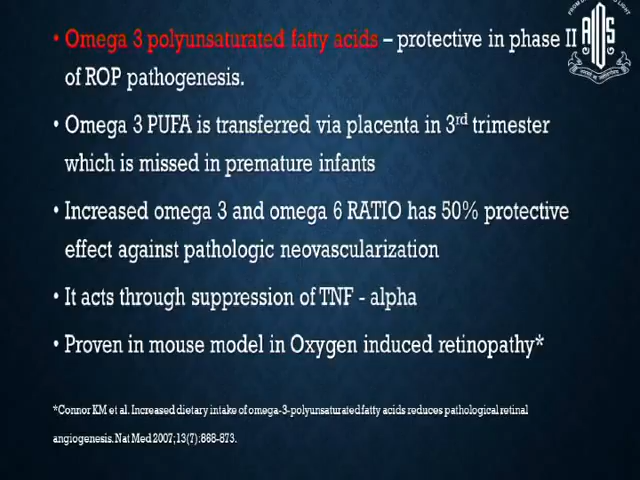 • Omega 3 polyunsaturated fatty acids – protective in phase II
of ROP pathogenesis.
• Omega 3 PUFA is transferred via placenta in 3rd trimester
which is missed in premature infants
• Increased omega 3 and omega 6 RATIO has 50% protective
effect against pathologic neovascularization
• It acts through suppression of TNF - alpha
• Proven in mouse model in Oxygen induced retinopathy*
*Connor KM et al. Increased dietary intake of omega-3-polyunsaturated fatty acids reduces pathological retinal
angiogenesis. Nat Med 2007;13(7):868-873.